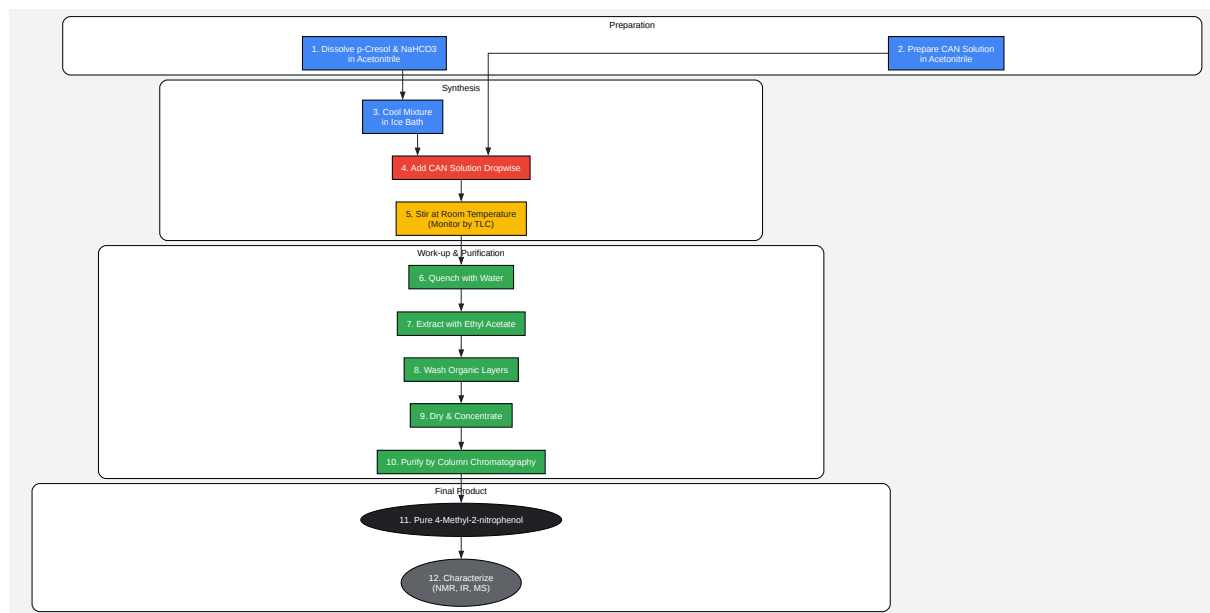 Preparation
1. Dissolve p-Cresol & NaHCO3
in Acetonitrile
2. Prepare CAN Solution
in Acetonitrile
Synthesis
3. Cool Mixture
in Ice Bath
4. Add CAN Solution Dropwise
5. Stir at Room Temperature
(Monitor by TLC)
Work-up & Purification
6. Quench with Water
7. Extract with Ethyl Acetate
8. Wash Organic Layers
9. Dry & Concentrate
10. Purify by Column Chromatography
Final Product
11. Pure 4-Methyl-2-nitrophenol
12. Characterize
(NMR, IR, MS)